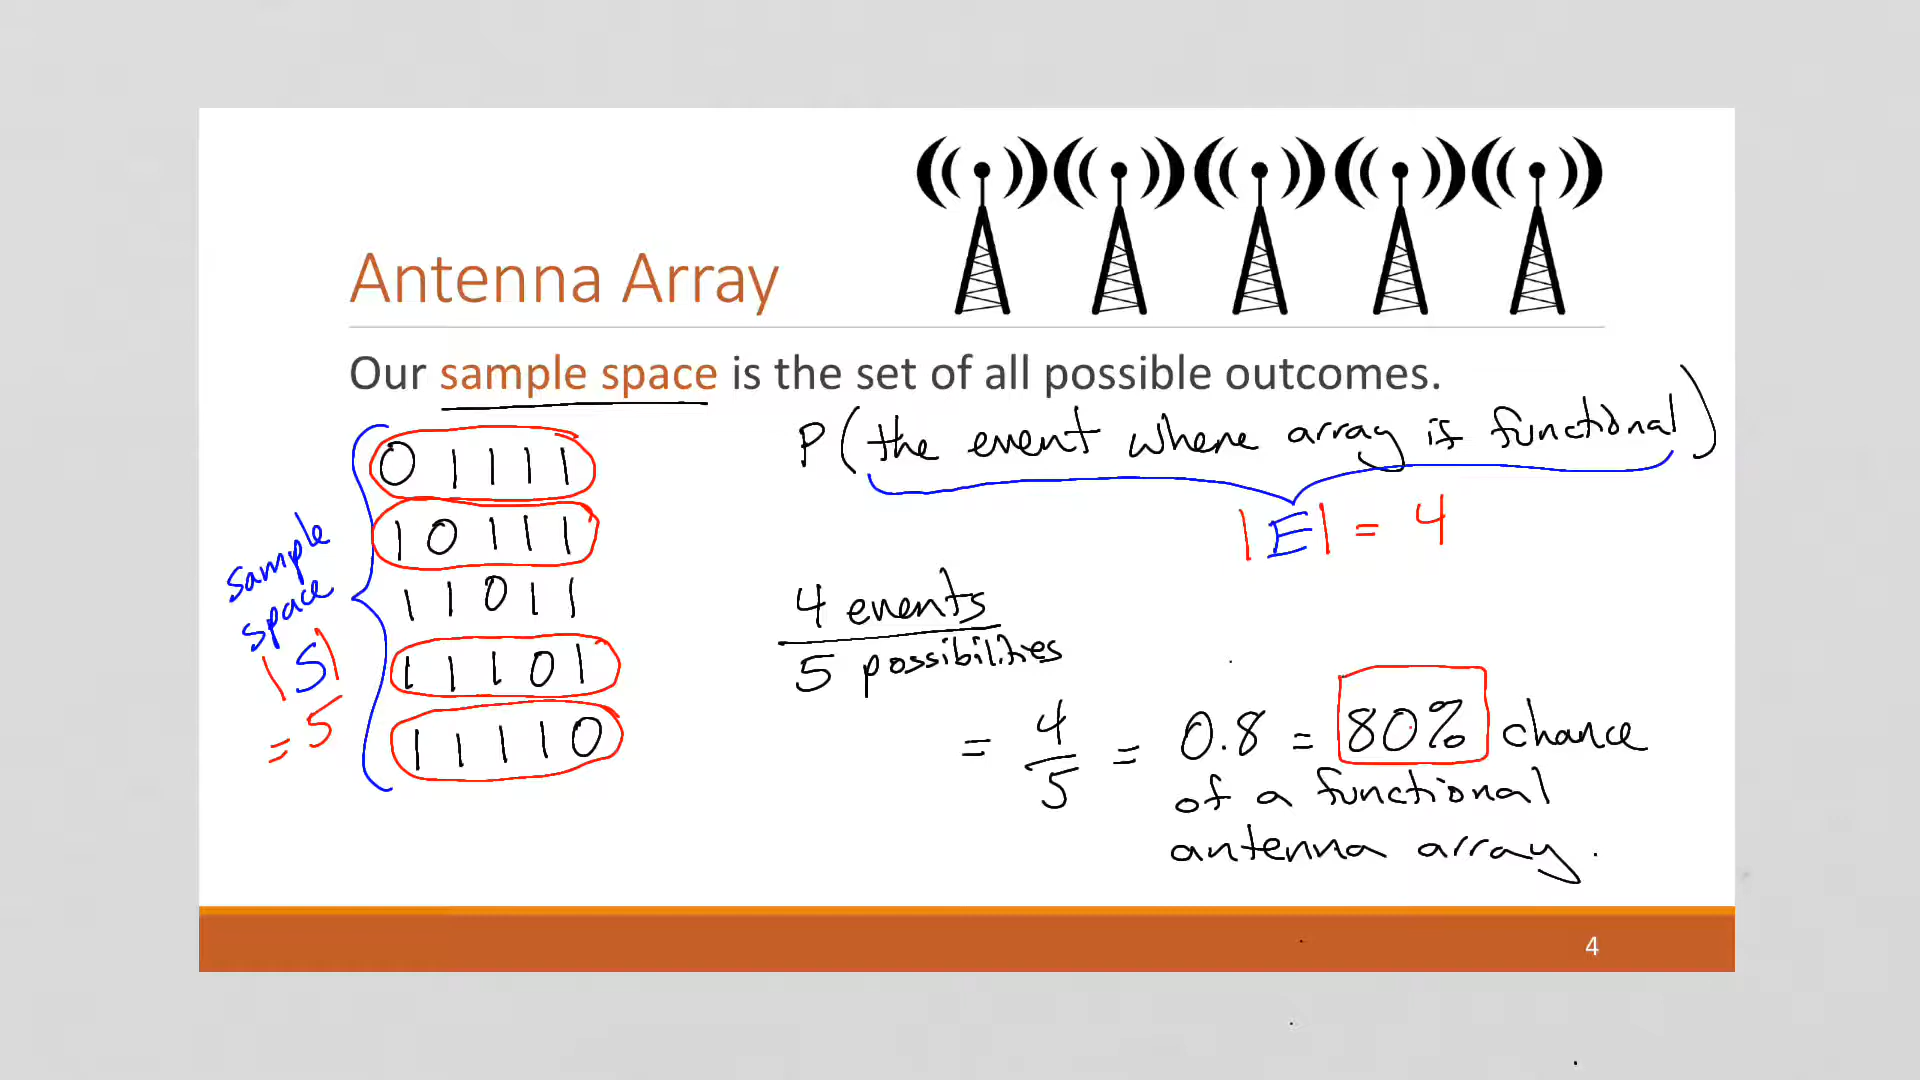 Antenna Array
Our sample space is the set of all possible outcomes.
P (the event where array is functional)
|E| = 4
0 1 1 1 1
1 0 1 1 1
1 1 0 1 1
1 1 1 0 1
1 1 1 1 0
sample
space
|S|
= 5
4 events
5 possibilities
= 4/5 = 0.8 = 80% chance
of a functional
antenna array.
4